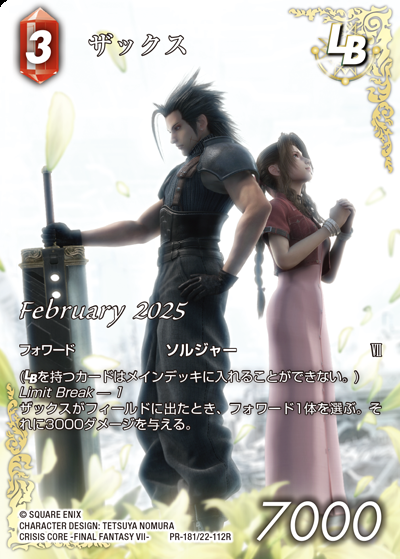 3
ザックス
LB
February 2025
フォワード ソルジャー VII
(LBを持つカードはメインデッキに入れることができない。)
Limit Break — 1
ザックスがフィールドに出たとき、フォワード1体を選ぶ。そ
れに3000ダメージを与える。
© SQUARE ENIX
CHARACTER DESIGN: TETSUYA NOMURA
CRISIS CORE -FINAL FANTASY VII- PR-181/22-112R
7000